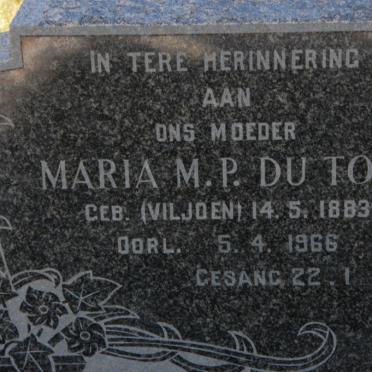 IN TERE HERINNERING
AAN
ONS MOEDER
MARIA M.P. DU TO
GEB. (VILJOEN) 14. 5. 1883
OORL. 5. 4. 1966
GESANG 22. 1